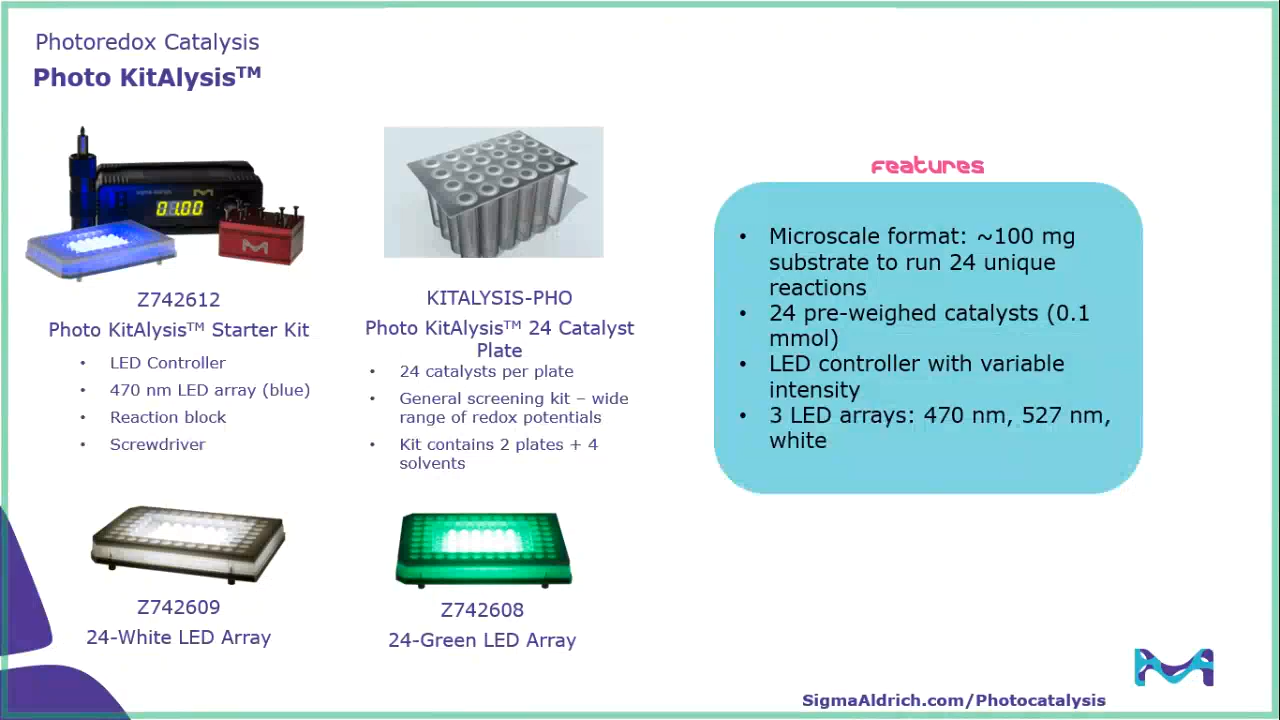 Photoredox Catalysis
Photo KitAlysis™
sigma-aldrich
01.00
Z742612
Photo KitAlysis™ Starter Kit
• LED Controller
• 470 nm LED array (blue)
• Reaction block
• Screwdriver
KITALYSIS-PHO
Photo KitAlysis™ 24 Catalyst
Plate
• 24 catalysts per plate
• General screening kit – wide
range of redox potentials
• Kit contains 2 plates + 4
solvents
Z742609
24-White LED Array
Z742608
24-Green LED Array
Features
• Microscale format: ~100 mg
substrate to run 24 unique
reactions
• 24 pre-weighed catalysts (0.1
mmol)
• LED controller with variable
intensity
• 3 LED arrays: 470 nm, 527 nm,
white
SigmaAldrich.com/Photocatalysis